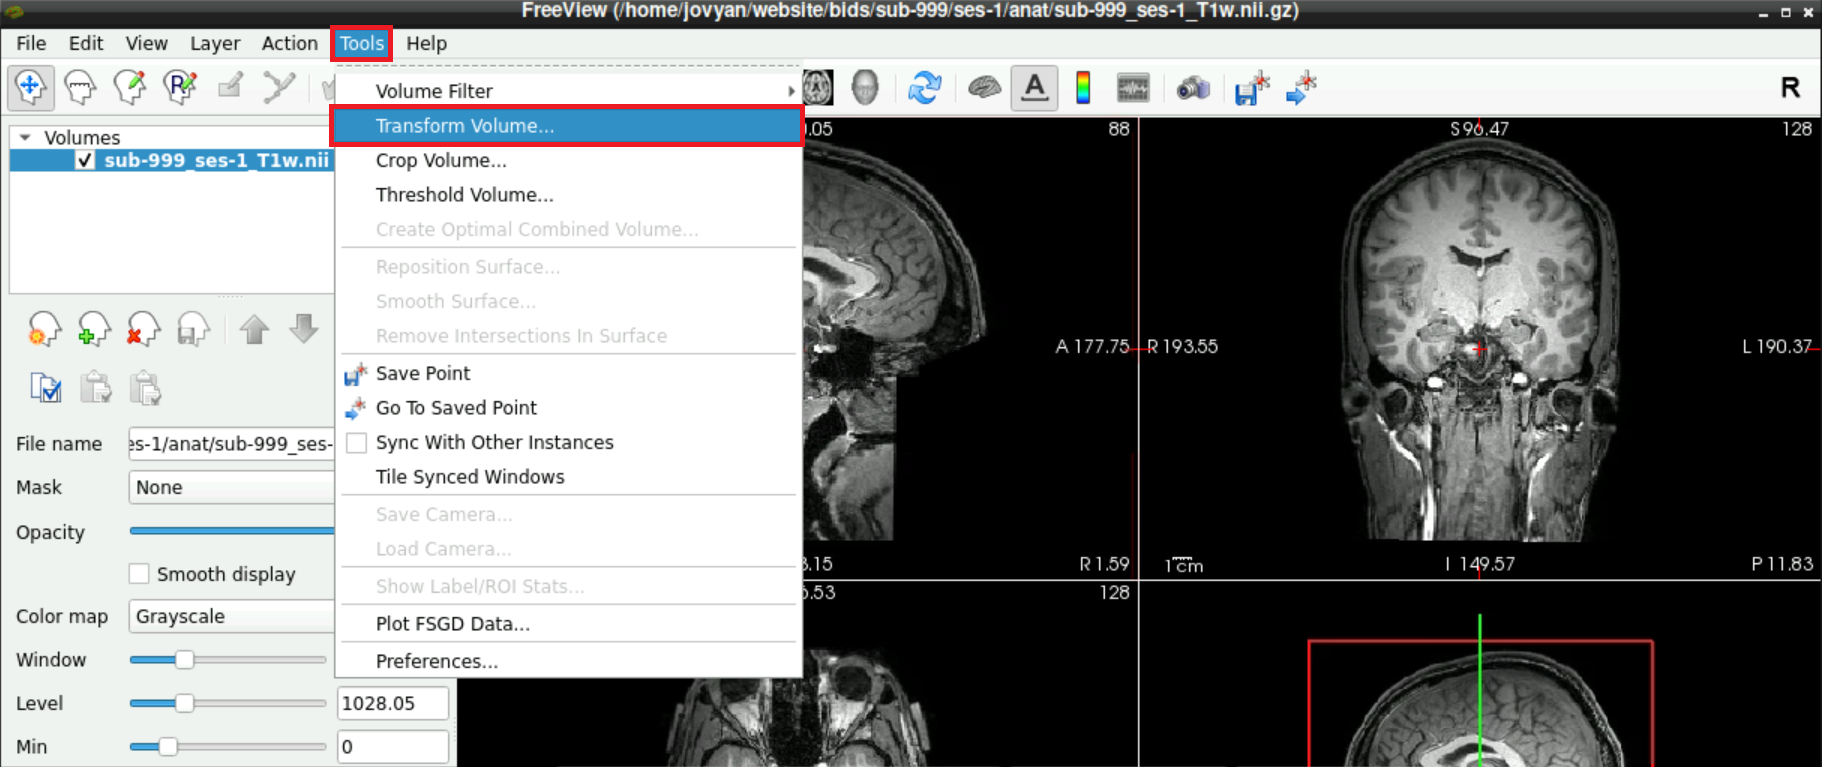 FreeView (/home/jovyan/website/bids/sub-999/ses-1/anat/sub-999_ses-1_T1w.nii.gz)
File Edit View Layer Action Tools Help
R
Volumes
sub-999_ses-1_T1w.nii
Volume Filter
Transform Volume...
Crop Volume...
Threshold Volume...
Create Optimal Combined Volume...
Reposition Surface...
Smooth Surface...
Remove Intersections In Surface
Save Point
Go To Saved Point
Sync With Other Instances
Tile Synced Windows
Save Camera...
Load Camera...
Show Label/ROI Stats...
Plot FSGD Data...
Preferences...
File name es-1/anat/sub-999_ses-
Mask None
Opacity
Smooth display
Color map Grayscale
Window
Level 1028.05
Min 0
.05 88
A 177.75
3.15 R 1.59
S 96.47 128
R 193.55 L 190.37
1 cm I 149.57 P 11.83
.53 128